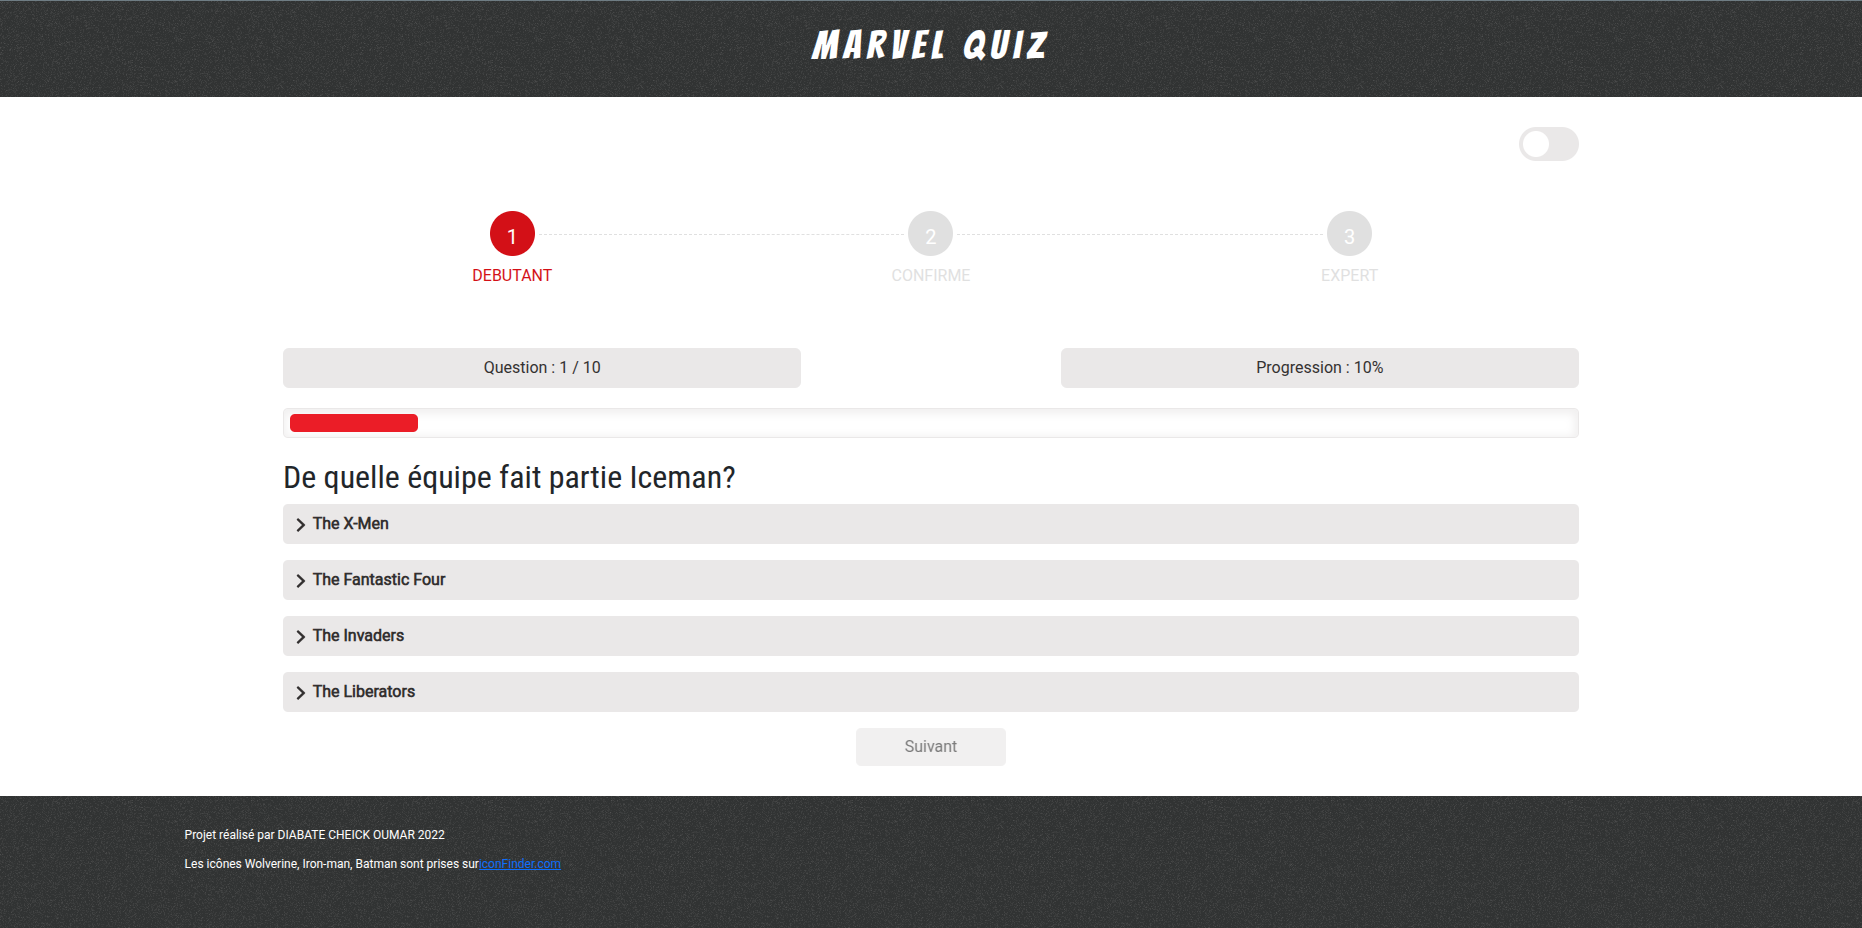 MARVEL QUIZ
1
2
3
DEBUTANT
CONFIRME
EXPERT
Question : 1 / 10
Progression : 10%
De quelle équipe fait partie Iceman?
The X-Men
The Fantastic Four
The Invaders
The Liberators
Suivant
Projet réalisé par DIABATE CHEICK OUMAR 2022
Les icônes Wolverine, Iron-man, Batman sont prises suriconFinder.com